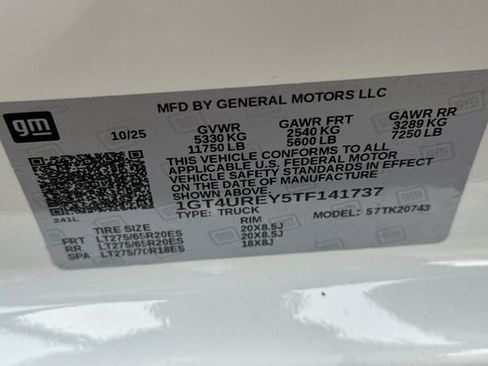 gm
MFD BY GENERAL MOTORS LLC
10/25 GVWR GAWR FRT GAWR RR
5330 KG 2540 KG 3289 KG
11750 LB 5600 LB 7250 LB
THIS VEHICLE CONFORMS TO ALL
APPLICABLE U.S. FEDERAL MOTOR
VEHICLE SAFETY STANDARDS IN EFFECT
ON THE DATE OF MANUFACTURE
SHOWN ABOVE.
1GT4UREY5TF141737
TYPE: TRUCK MODEL: 57TK20743
241L
TIRE SIZE RIM
FRT LT275/65R20ES 20X8.5J
RR LT275/65R20ES 20X8.5J
SPA LT275/70R18ES 18X8J